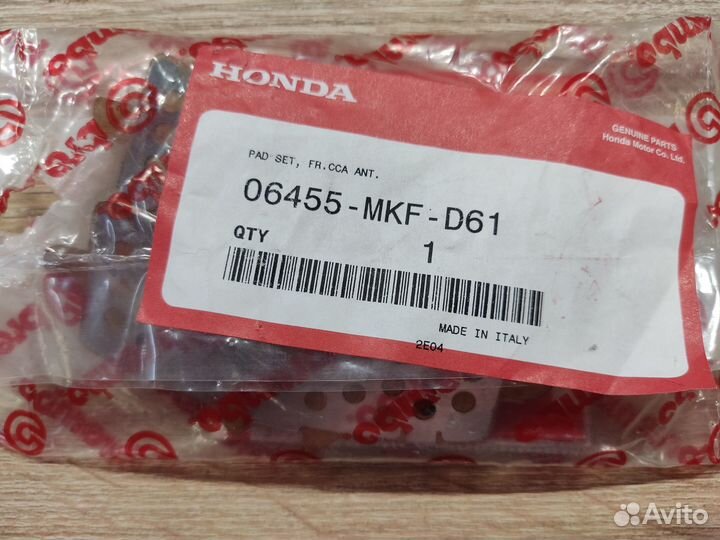 HONDA
GENUINE PARTS
Honda Motor Co., Ltd.
PAD SET, FR.CCA ANT.
06455-MKF-D61
QTY 1
MADE IN ITALY
2E04
Avito